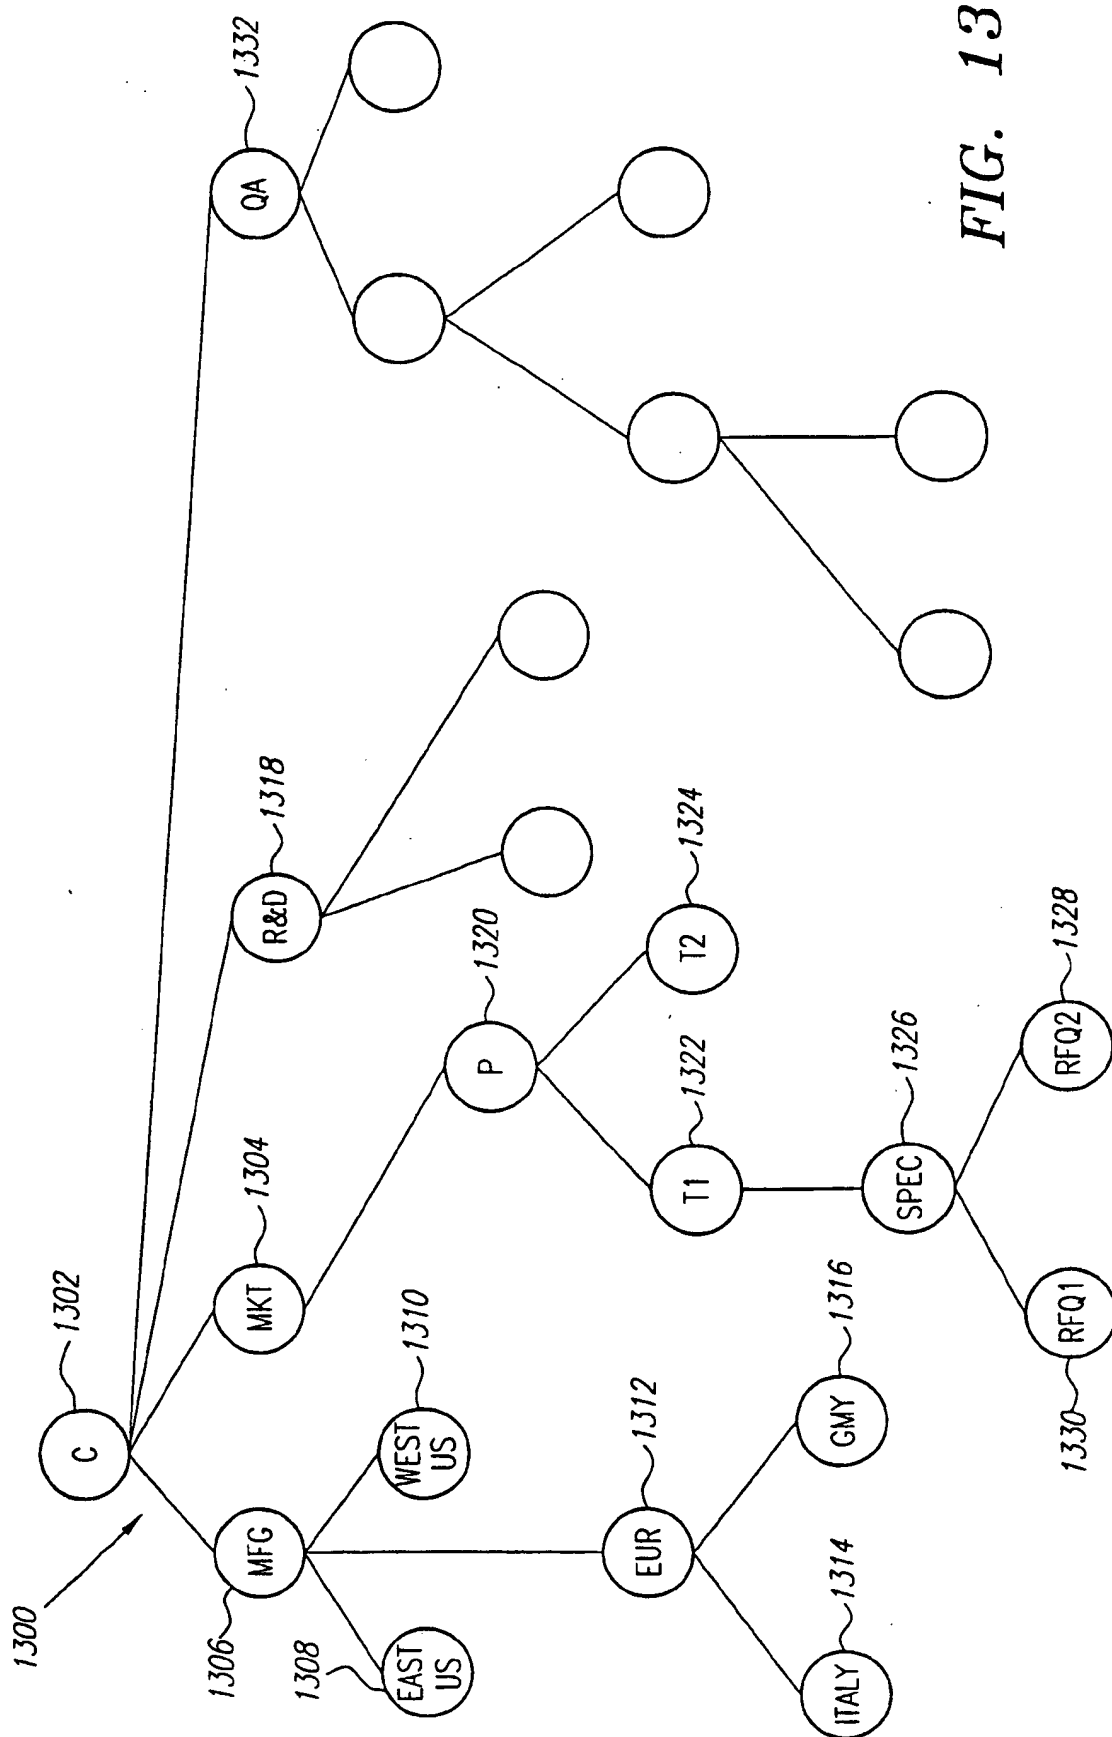 1300
C
1302
MFG
1306
MKT
1304
R&D
1318
QA
1332
EAST
US
1308
WEST
US
1310
EUR
1312
ITALY
1314
GMY
1316
P
1320
T1
1322
T2
1324
SPEC
1326
RFQ1
1330
RFQ2
1328
FIG. 13